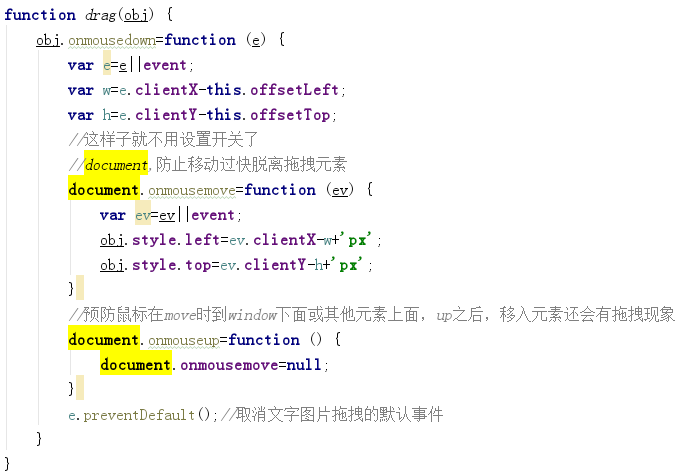 function drag(obj) {
obj.onmousedown=function (e) {
var e=e||event;
var w=e.clientX-this.offsetLeft;
var h=e.clientY-this.offsetTop;
//这样子就不用设置开关了
//document,防止移动过快脱离拖拽元素
document.onmousemove=function (ev) {
var ev=ev||event;
obj.style.left=ev.clientX-w+'px';
obj.style.top=ev.clientY-h+'px';
}
//预防鼠标在move时到window下面或其他元素上面，up之后，移入元素还会有拖拽现象
document.onmouseup=function () {
document.onmousemove=null;
}
e.preventDefault();//取消文字图片拖拽的默认事件
}
}